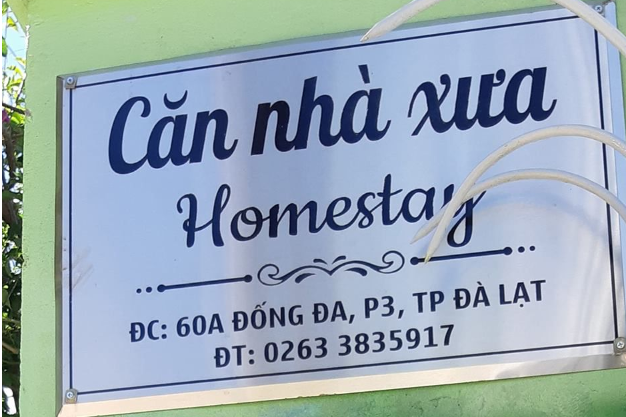 Căn nhà xưa
Homestay
ĐC: 60A ĐỐNG ĐA, P3, TP ĐÀ LẠT
ĐT: 0263 3835917